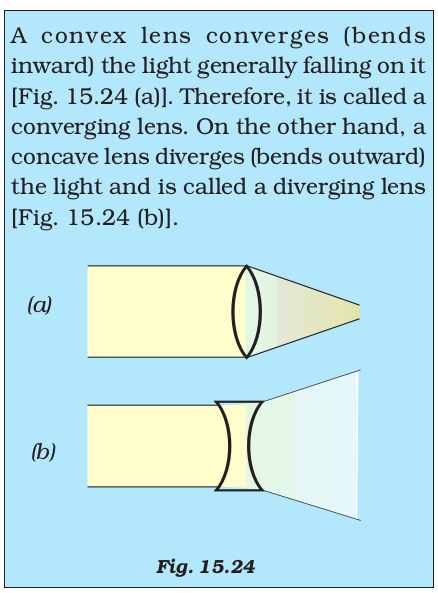 A convex lens converges (bends
inward) the light generally falling on it
[Fig. 15.24 (a)]. Therefore, it is called a
converging lens. On the other hand, a
concave lens diverges (bends outward)
the light and is called a diverging lens
[Fig. 15.24 (b)].
(a)
(b)
Fig. 15.24